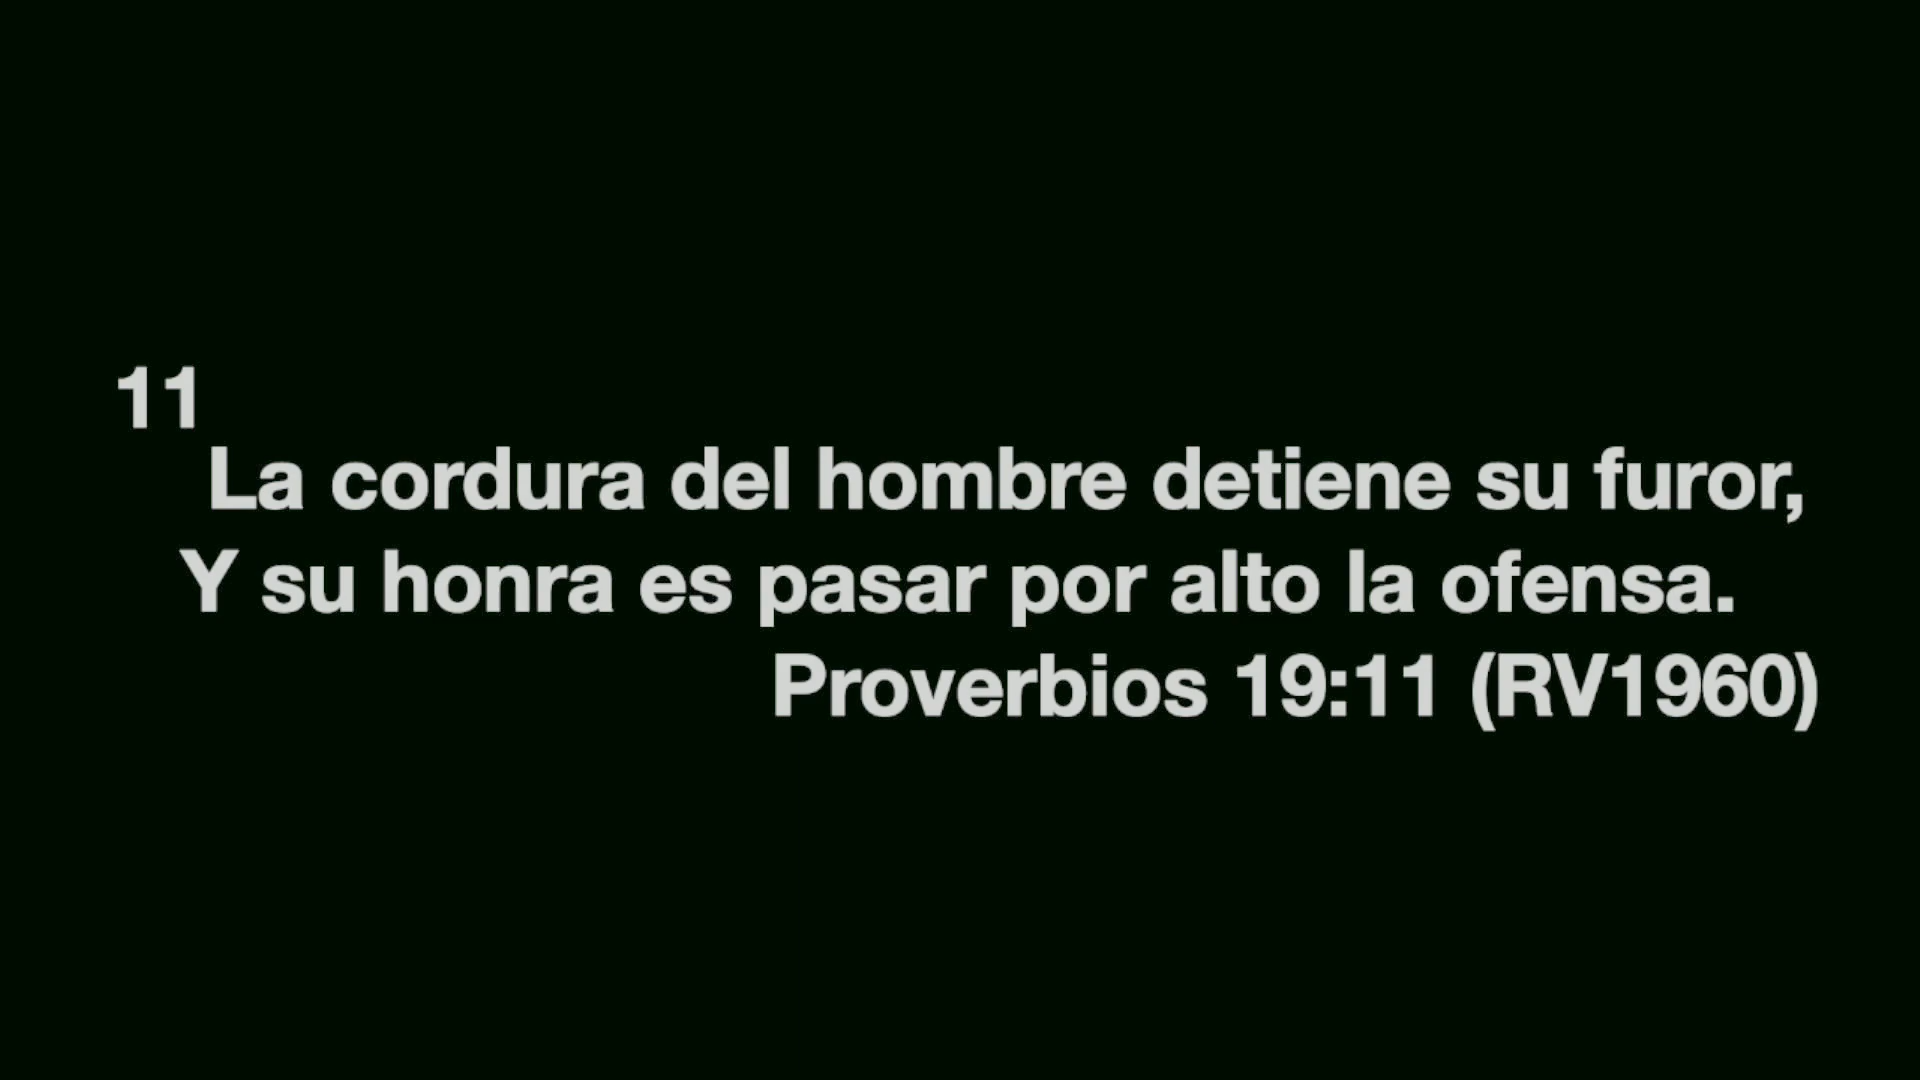 11
La cordura del hombre detiene su furor,
Y su honra es pasar por alto la ofensa.
Proverbios 19:11 (RV1960)